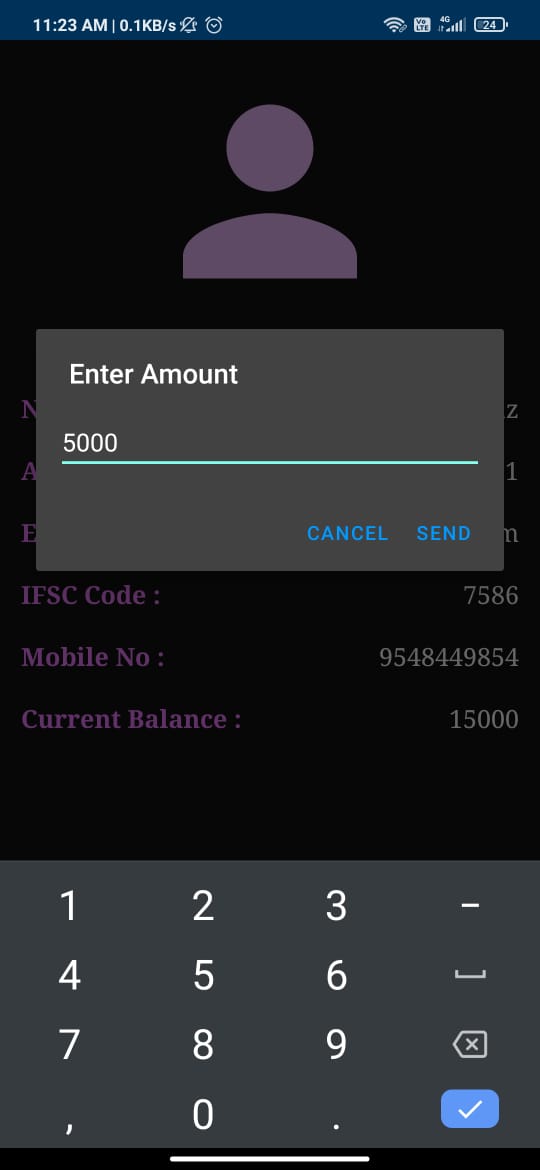 11:23 AM | 0.1KB/s
Vo LTE 4G 24
Enter Amount
5000
CANCEL SEND
IFSC Code : 7586
Mobile No : 9548449854
Current Balance : 15000
1 2 3 –
4 5 6
7 8 9
, 0 .